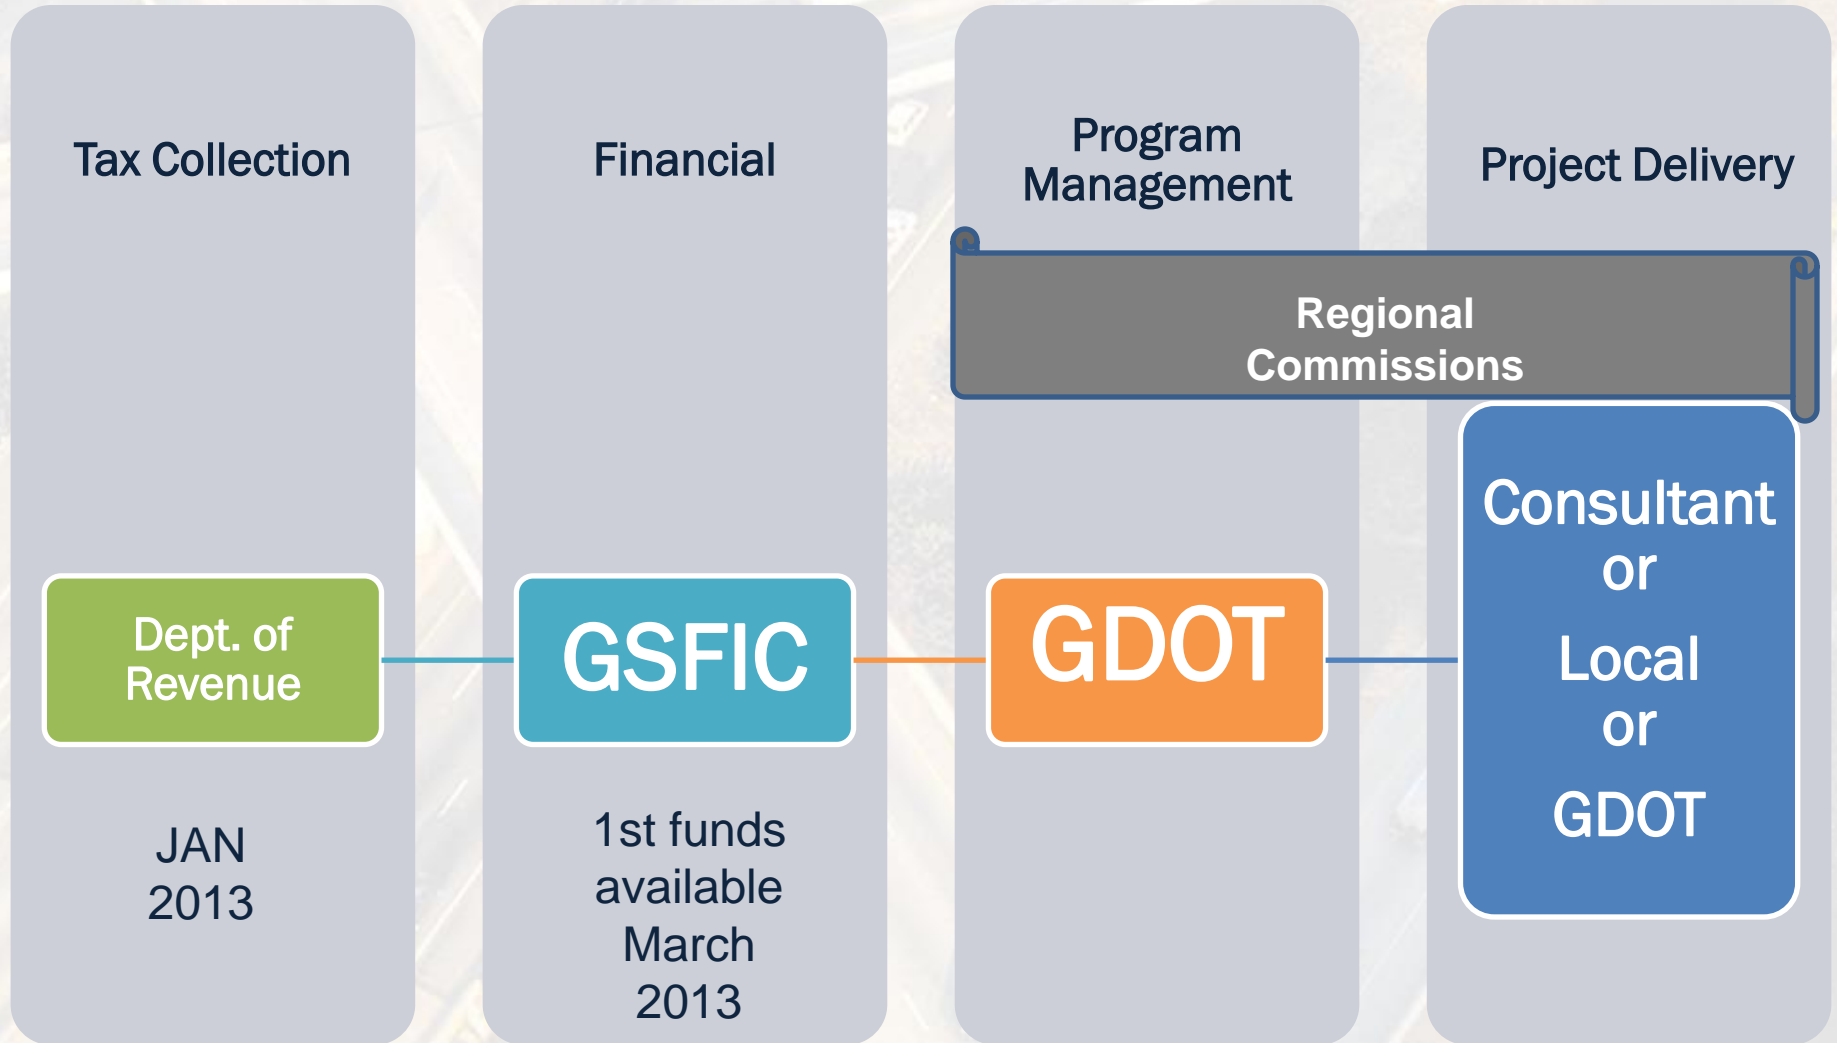 Tax Collection
Financial
Program
Management
Project Delivery
Regional
Commissions
Dept. of
Revenue
GSFIC
GDOT
Consultant
or
Local
or
GDOT
JAN
2013
1st funds
available
March
2013